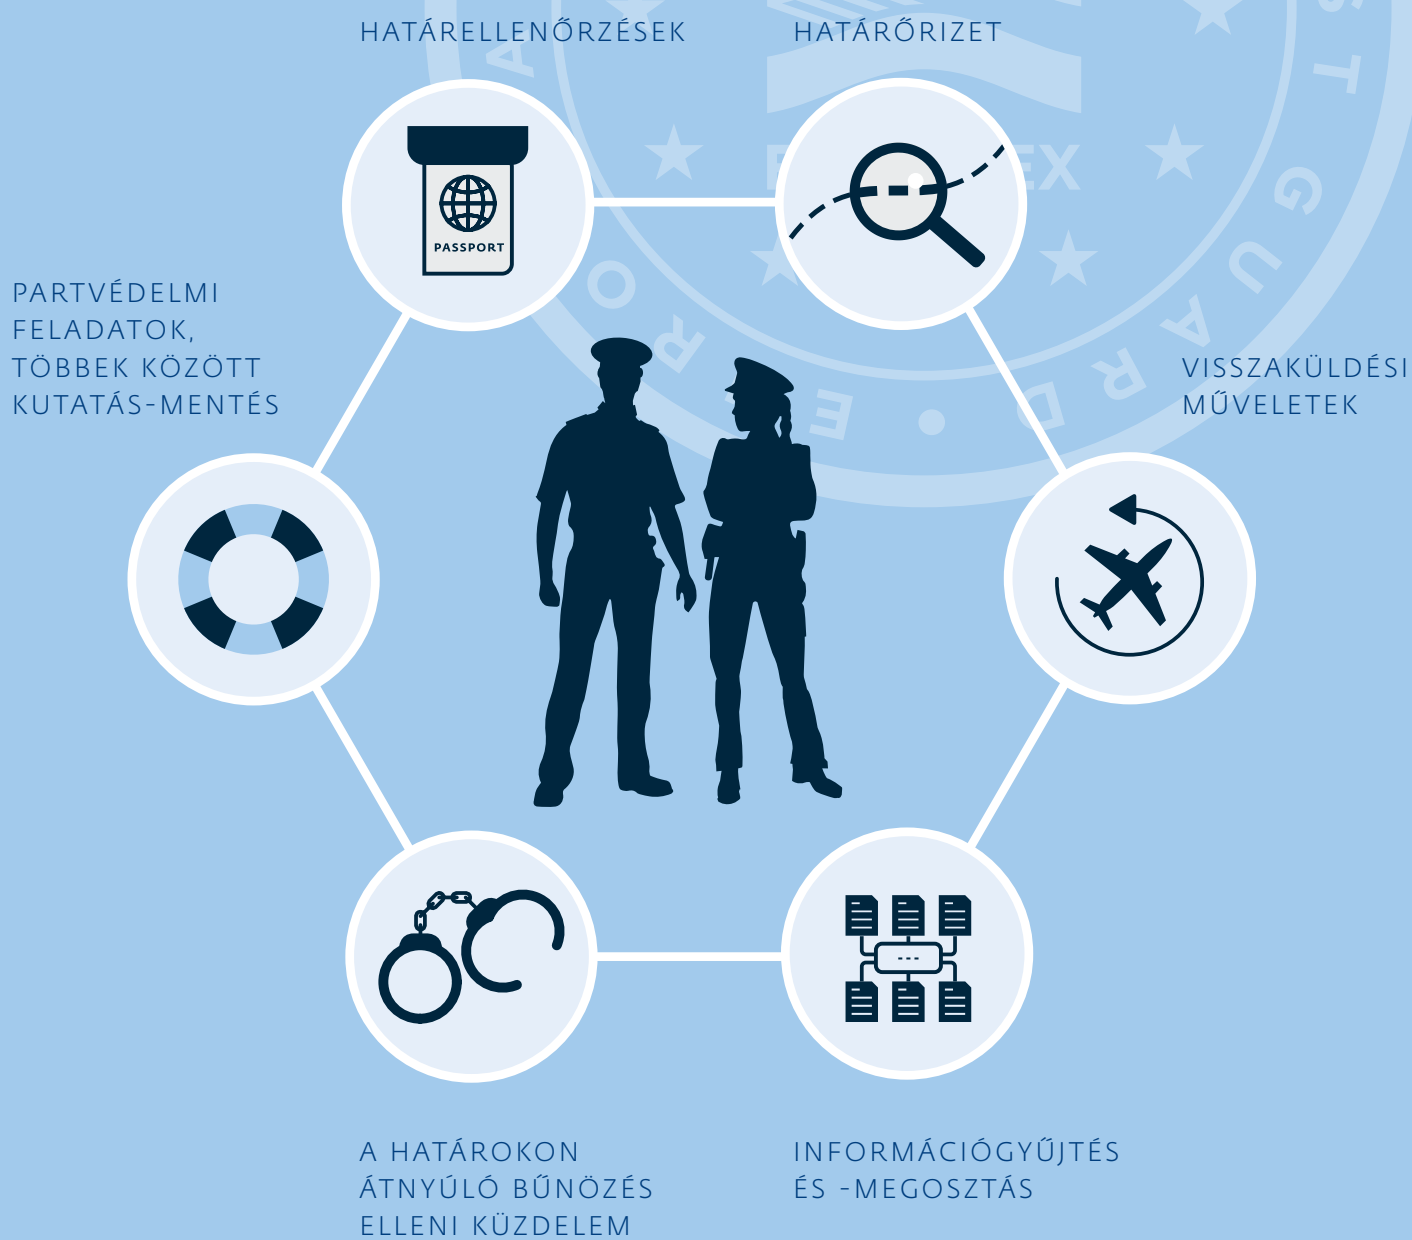 HATÁRELLENŐRZÉSEK
HATÁRŐRIZET
PASSPORT
PARTVÉDELMI
FELADATOK,
TÖBBEK KÖZÖTT
KUTATÁS-MENTÉS
VISSZAKÜLDÉSI
MŰVELETEK
A HATÁROKON
ÁTNYÚLÓ BŰNÖZÉS
ELLENI KÜZDELEM
INFORMÁCIÓGYŰJTÉS
ÉS -MEGOSZTÁS
GUARD